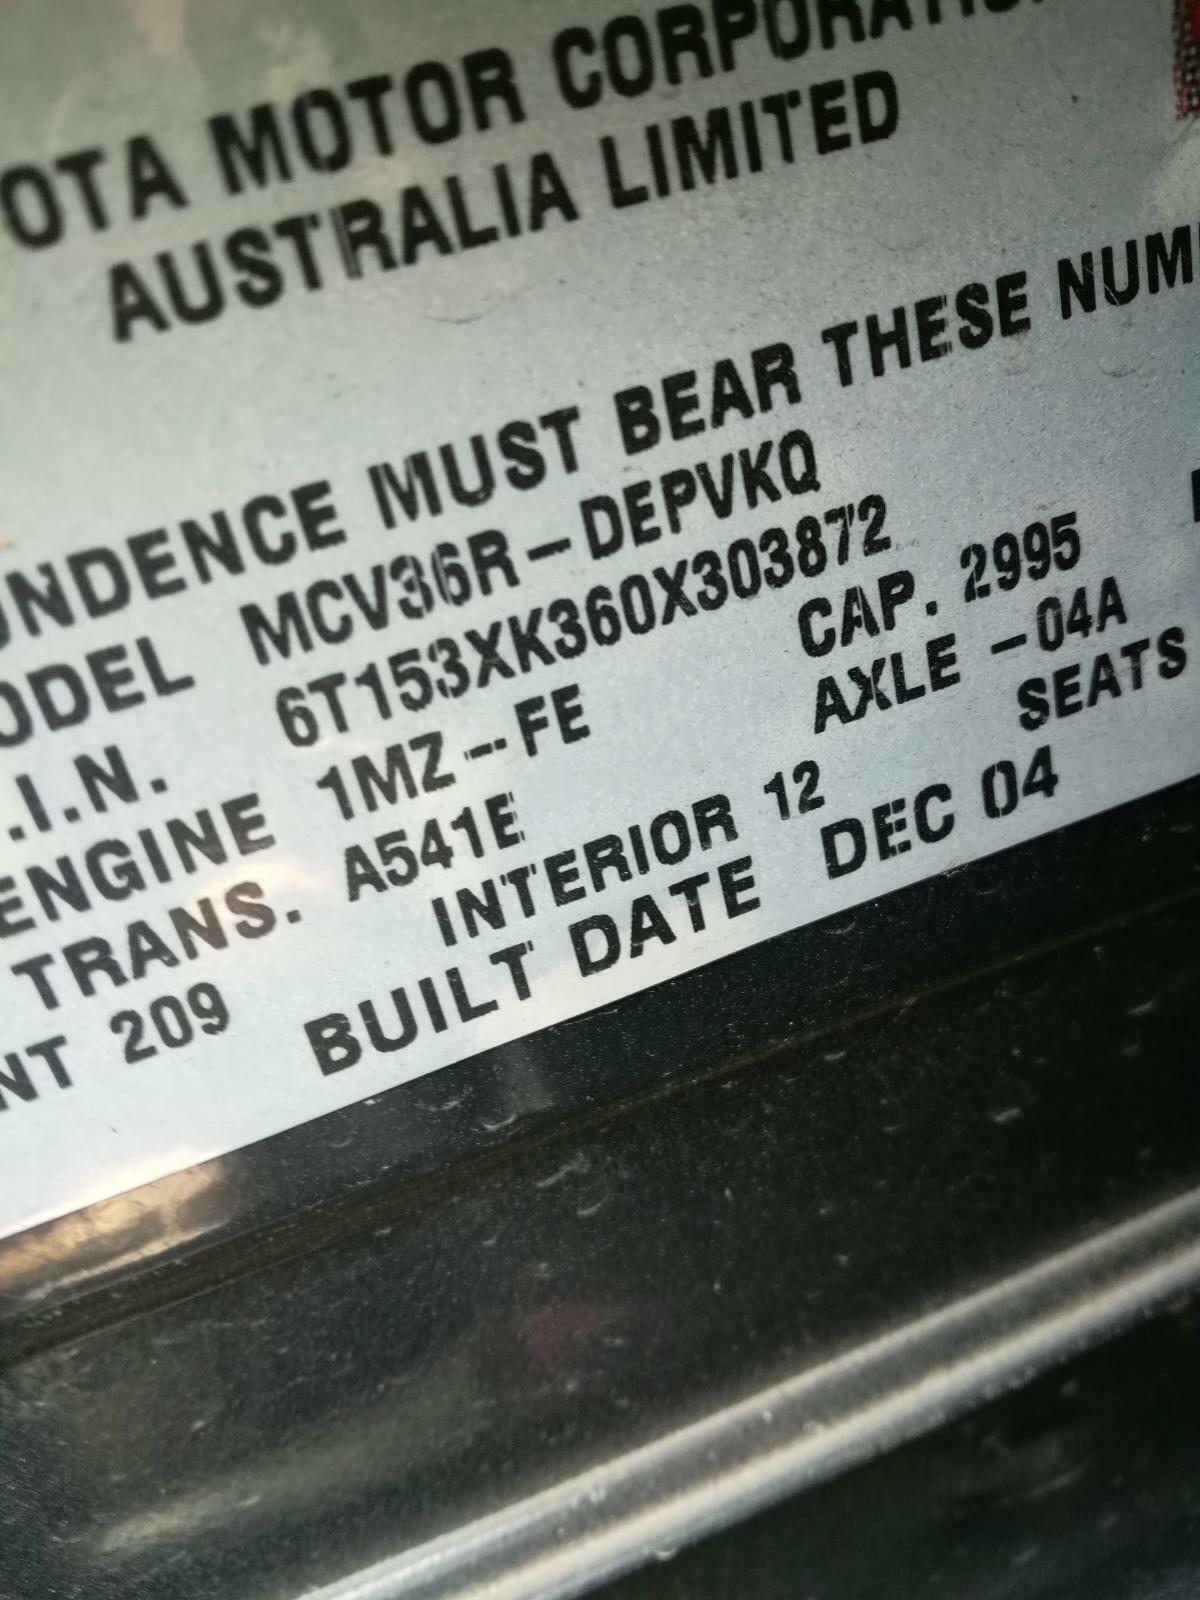 OTA MOTOR CORPORATIO
AUSTRALIA LIMITED
UNDENCE MUST BEAR THESE NUM
ODEL MCV36R-DEPVKQ
.I.N. 6T153XK360X303872
ENGINE 1MZ-FE CAP. 2995
TRANS. A541E AXLE -04A
NT 209 INTERIOR 12 SEATS
BUILT DATE DEC 04